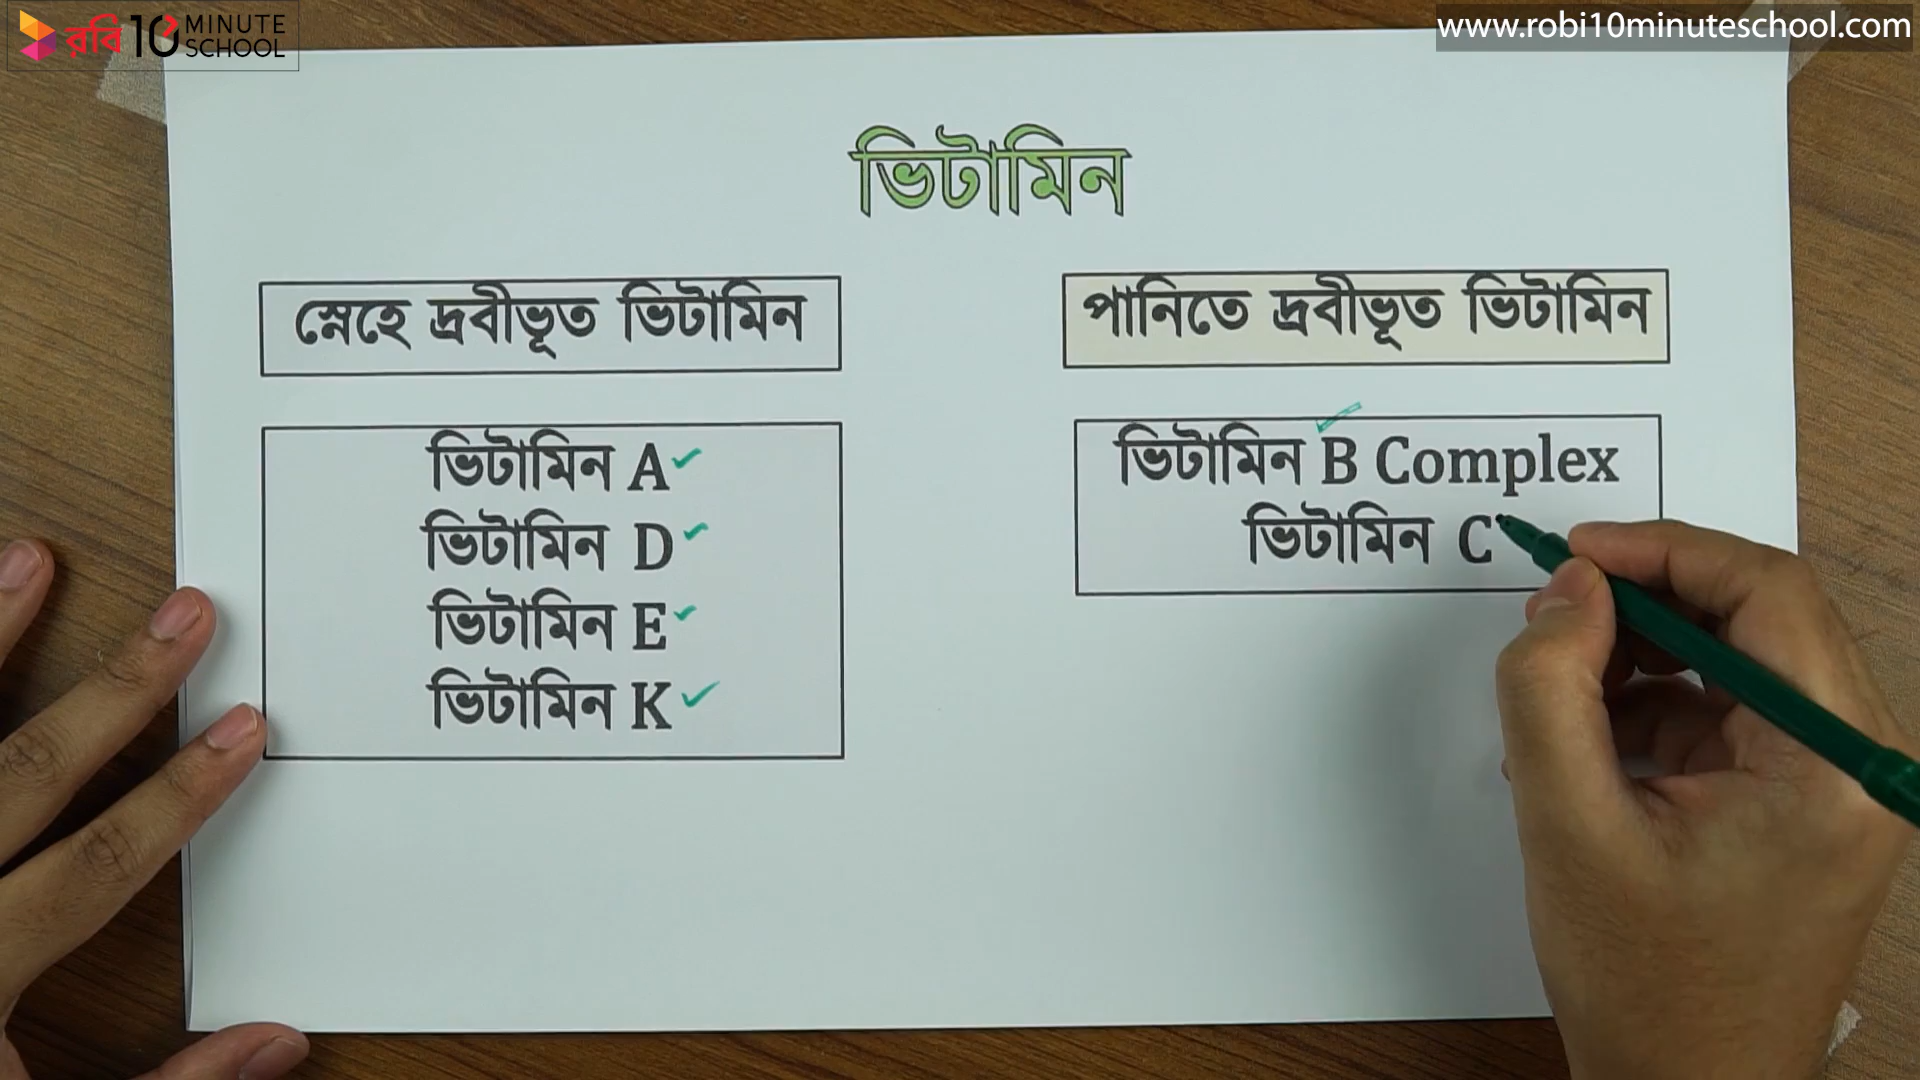 রবি 10 MINUTE SCHOOL
www.robi10minuteschool.com
ভিটামিন
স্নেহে দ্রবীভূত ভিটামিন
ভিটামিন A
ভিটামিন D
ভিটামিন E
ভিটামিন K
পানিতে দ্রবীভূত ভিটামিন
ভিটামিন B Complex
ভিটামিন C